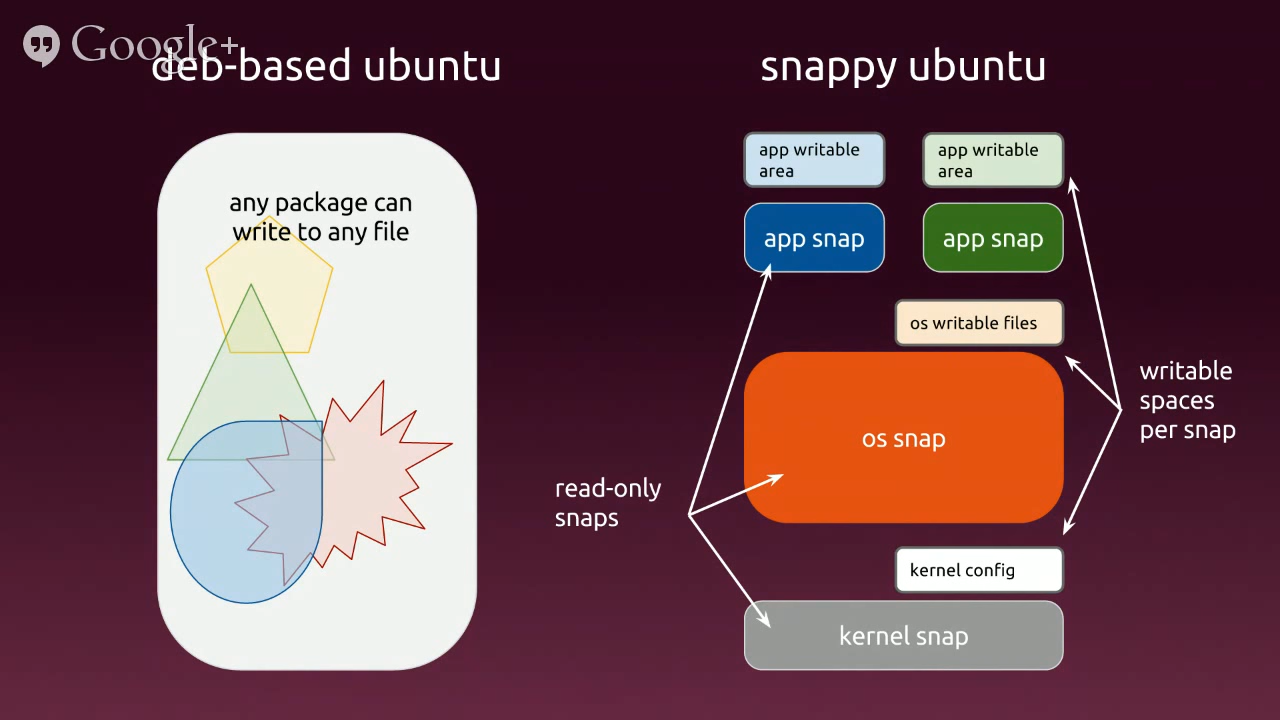 Google+
deb-based ubuntu
snappy ubuntu
any package can
write to any file
app writable
area
app writable
area
app snap
app snap
os writable files
os snap
writable
spaces
per snap
read-only
snaps
kernel config
kernel snap